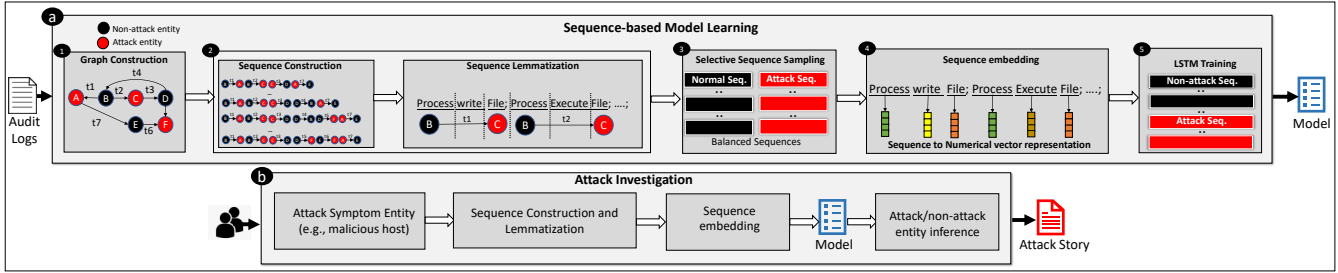 a
Sequence-based Model Learning
Non-attack entity
Attack entity
1
Graph Construction
t4
A
t1
B
t2
C
t3
D
t7
E
t6
F
Audit
Logs
2
Sequence Construction
...
...
Sequence Lemmatization
Process write File; Process Execute File; ....;
B
t1
C
B
t2
C
3
Selective Sequence Sampling
Normal Seq.
Attack Seq.
..
..
..
..
Balanced Sequences
4
Sequence embedding
Process write File; Process Execute File; ....;
Sequence to Numerical vector representation
5
LSTM Training
Non-attack Seq.
..
Attack Seq.
..
Model
b
Attack Investigation
Attack Symptom Entity
(e.g., malicious host)
Sequence Construction and
Lemmatization
Sequence
embedding
Model
Attack/non-attack
entity inference
Attack Story